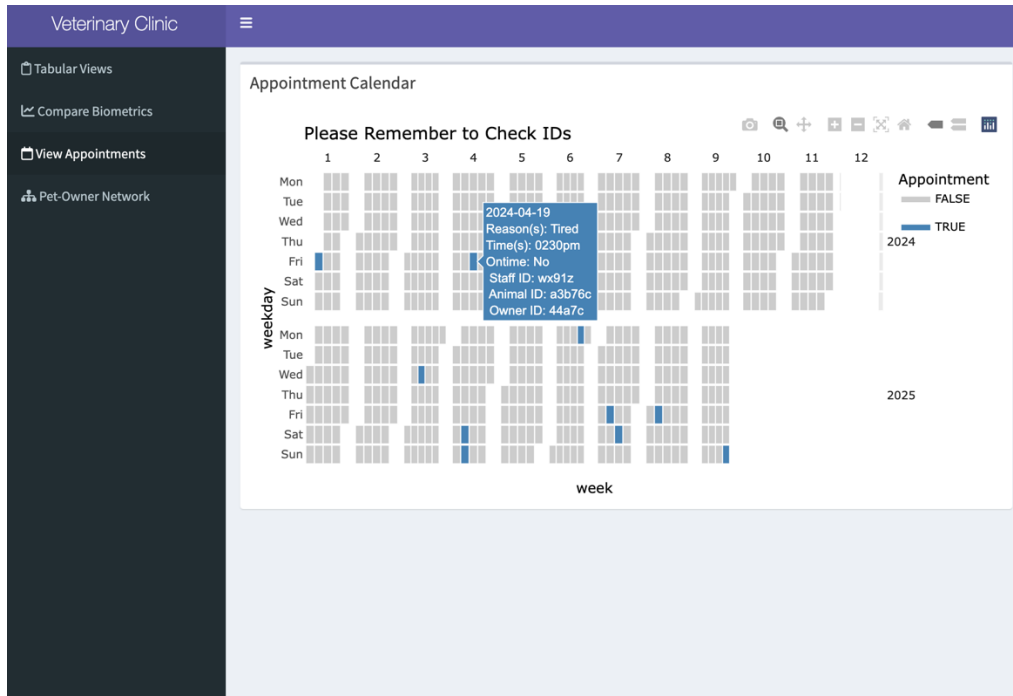 Veterinary Clinic
Tabular Views
Compare Biometrics
View Appointments
Pet-Owner Network
Appointment Calendar
Please Remember to Check IDs
1 2 3 4 5 6 7 8 9 10 11 12
Mon
Tue
Wed
Thu
Fri
Sat
Sun
2024-04-19
Reason(s): Tired
Time(s): 0230pm
Ontime: No
Staff ID: wx91z
Animal ID: a3b76c
Owner ID: 44a7c
Appointment
FALSE
TRUE
2024
weekday
Mon
Tue
Wed
Thu
Fri
Sat
Sun
2025
week